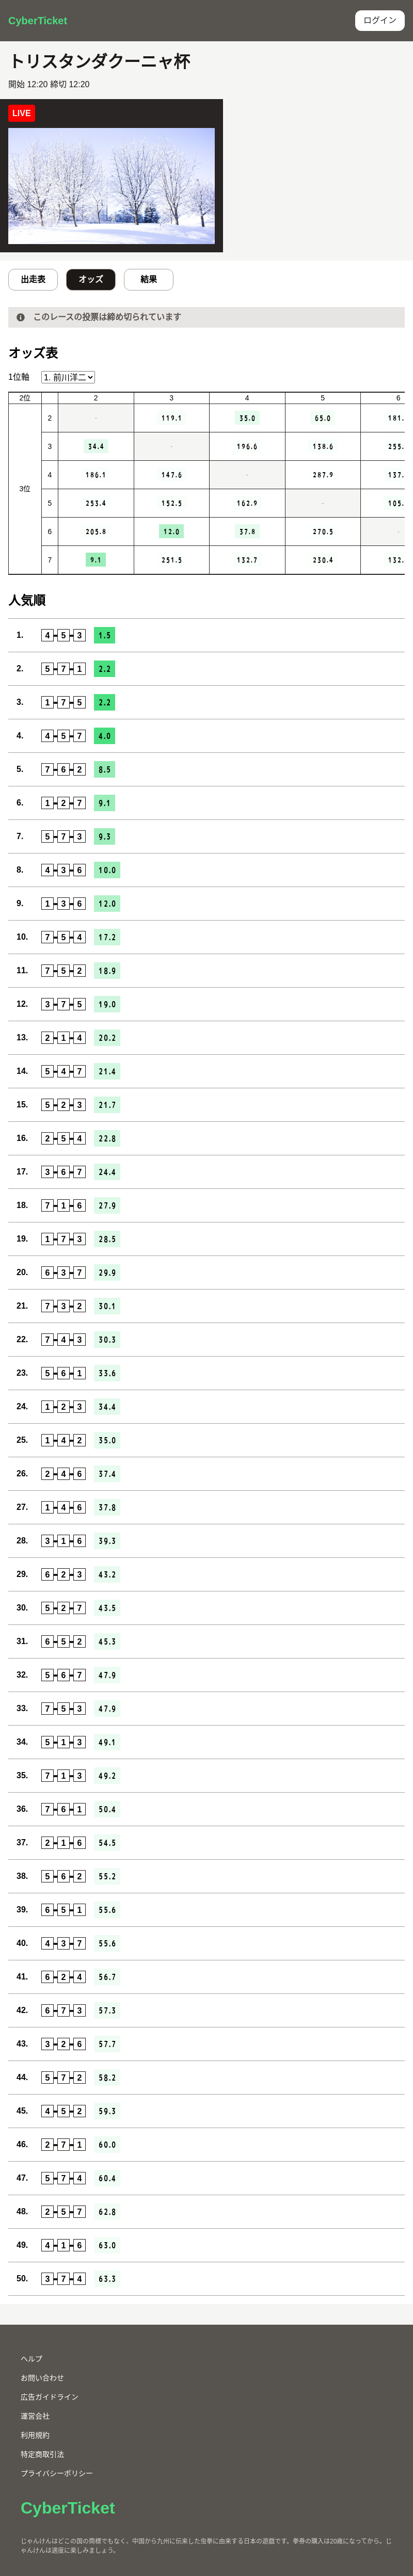 CyberTicket ログイン
トリスタンダクーニャ杯
開始 12:20 締切 12:20
LIVE
出走表 オッズ 結果
このレースの投票は締め切られています
オッズ表
1位軸 1. 前川洋二
2位 2 3 4 5 6
3位
2 - 119.1 35.0 65.0 181.
3 34.4 - 196.6 138.6 255.
4 186.1 147.6 - 287.9 137.
5 253.4 152.5 162.9 - 105.
6 205.8 12.0 37.8 270.5 -
7 9.1 251.5 132.7 230.4 132.
人気順
1. 4-5-3 1.5
2. 5-7-1 2.2
3. 1-7-5 2.2
4. 4-5-7 4.0
5. 7-6-2 8.5
6. 1-2-7 9.1
7. 5-7-3 9.3
8. 4-3-6 10.0
9. 1-3-6 12.0
10. 7-5-4 17.2
11. 7-5-2 18.9
12. 3-7-5 19.0
13. 2-1-4 20.2
14. 5-4-7 21.4
15. 5-2-3 21.7
16. 2-5-4 22.8
17. 3-6-7 24.4
18. 7-1-6 27.9
19. 1-7-3 28.5
20. 6-3-7 29.9
21. 7-3-2 30.1
22. 7-4-3 30.3
23. 5-6-1 33.6
24. 1-2-3 34.4
25. 1-4-2 35.0
26. 2-4-6 37.4
27. 1-4-6 37.8
28. 3-1-6 39.3
29. 6-2-3 43.2
30. 5-2-7 43.5
31. 6-5-2 45.3
32. 5-6-7 47.9
33. 7-5-3 47.9
34. 5-1-3 49.1
35. 7-1-3 49.2
36. 7-6-1 50.4
37. 2-1-6 54.5
38. 5-6-2 55.2
39. 6-5-1 55.6
40. 4-3-7 55.6
41. 6-2-4 56.7
42. 6-7-3 57.3
43. 3-2-6 57.7
44. 5-7-2 58.2
45. 4-5-2 59.3
46. 2-7-1 60.0
47. 5-7-4 60.4
48. 2-5-7 62.8
49. 4-1-6 63.0
50. 3-7-4 63.3
ヘルプ
お問い合わせ
広告ガイドライン
運営会社
利用規約
特定商取引法
プライバシーポリシー
CyberTicket
じゃんけんはどこの国の商標でもなく、中国から九州に伝来した虫拳に由来する日本の遊戯です。拳券の購入は20歳になってから。じ
ゃんけんは適度に楽しみましょう。